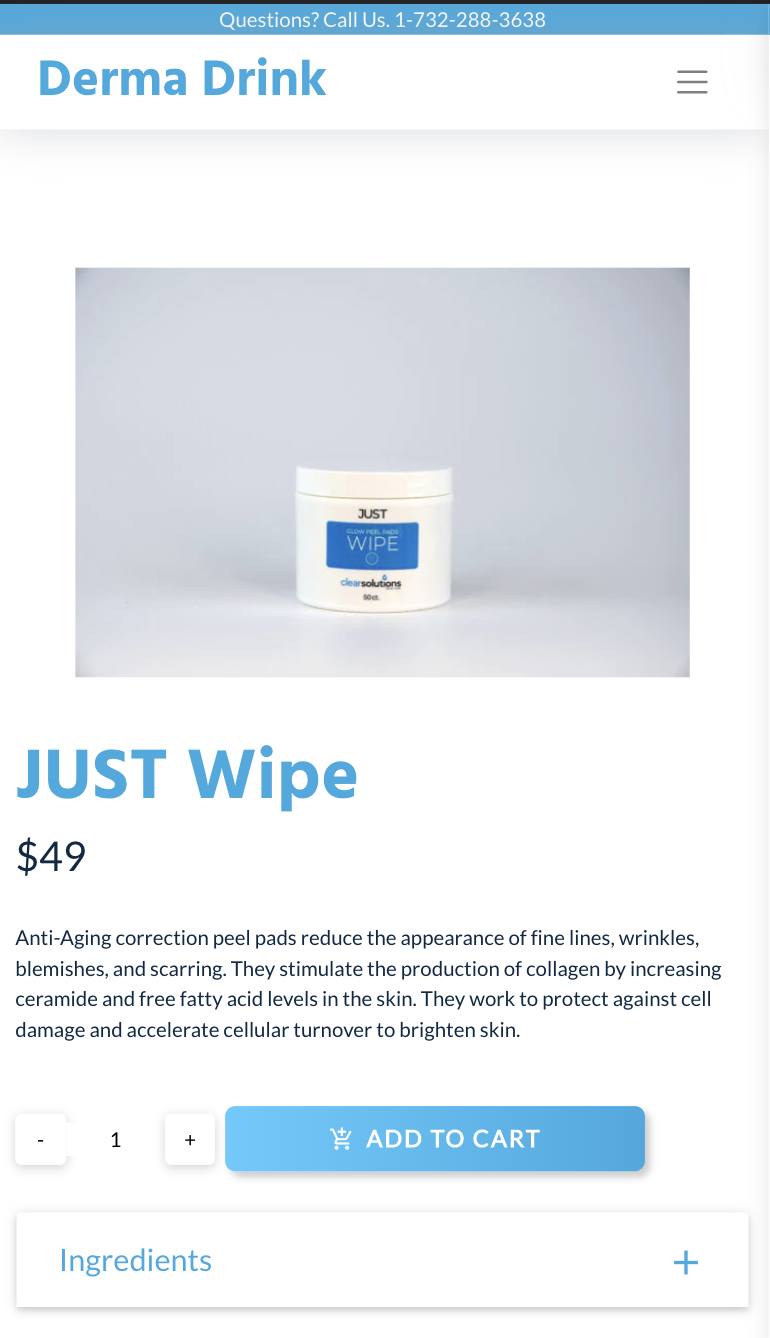 Questions? Call Us. 1-732-288-3638
Derma Drink
JUST
GLOW PEEL PADS
WIPE
clearsolutions
50 ct.
JUST Wipe
$49
Anti-Aging correction peel pads reduce the appearance of fine lines, wrinkles,
blemishes, and scarring. They stimulate the production of collagen by increasing
ceramide and free fatty acid levels in the skin. They work to protect against cell
damage and accelerate cellular turnover to brighten skin.
- 1 + ADD TO CART
Ingredients +